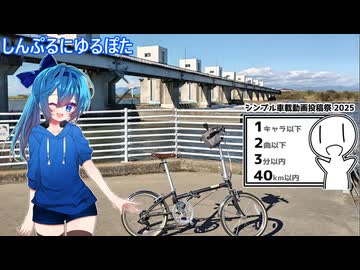 しんぷるにゆるぽた
シンプル車載動画投稿祭 2025
1キャラ以下
2曲以下
3分以内
40km以内